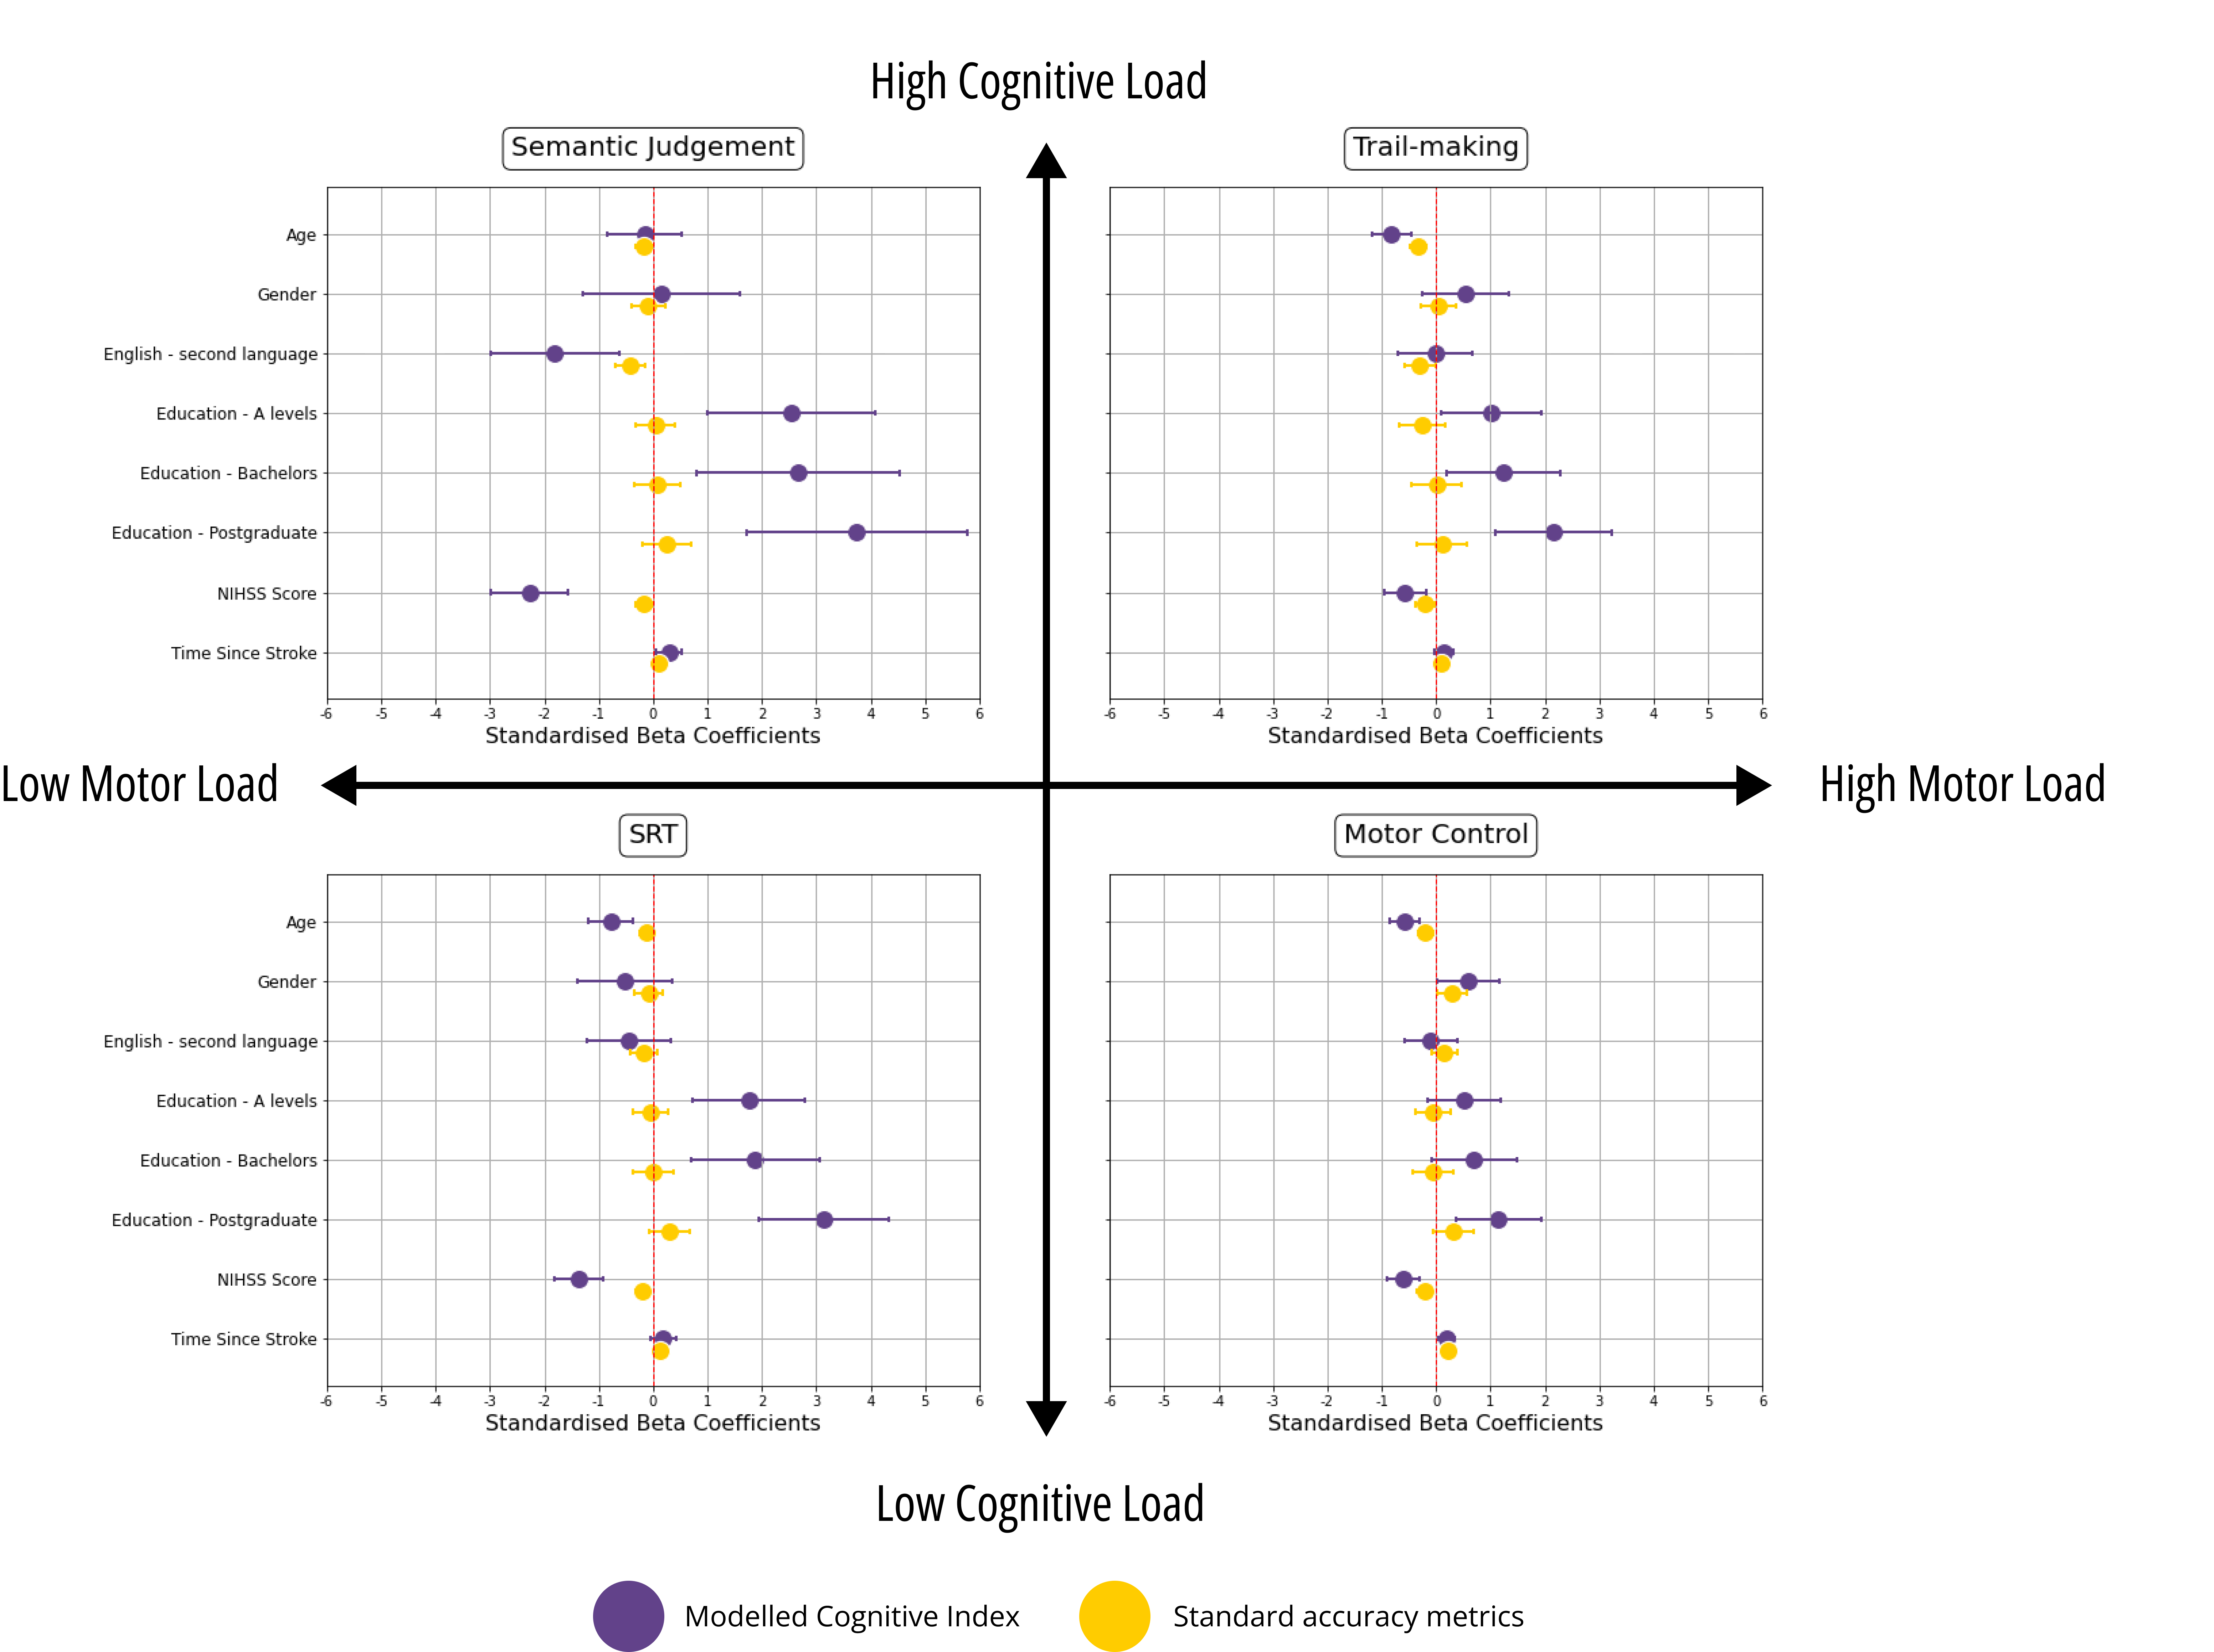 High Cognitive Load
Semantic Judgement
Trail-making
Age
Gender
English - second language
Education - A levels
Education - Bachelors
Education - Postgraduate
NIHSS Score
Time Since Stroke
-6 -5 -4 -3 -2 -1 0 1 2 3 4 5 6
Standardised Beta Coefficients
-6 -5 -4 -3 -2 -1 0 1 2 3 4 5 6
Standardised Beta Coefficients
Low Motor Load
High Motor Load
SRT
Motor Control
Age
Gender
English - second language
Education - A levels
Education - Bachelors
Education - Postgraduate
NIHSS Score
Time Since Stroke
-6 -5 -4 -3 -2 -1 0 1 2 3 4 5 6
Standardised Beta Coefficients
-6 -5 -4 -3 -2 -1 0 1 2 3 4 5 6
Standardised Beta Coefficients
Low Cognitive Load
Modelled Cognitive Index
Standard accuracy metrics